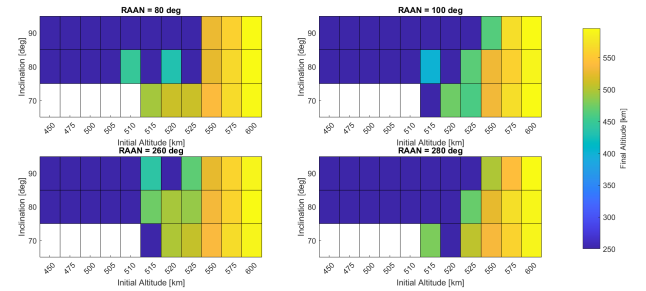 RAAN = 80 deg
Inclination [deg]
90
80
70
450 475 500 505 510 515 520 525 550 575 600
Initial Altitude [km]
RAAN = 100 deg
Inclination [deg]
90
80
70
450 475 500 505 510 515 520 525 550 575 600
Initial Altitude [km]
RAAN = 260 deg
Inclination [deg]
90
80
70
450 475 500 505 510 515 520 525 550 575 600
Initial Altitude [km]
RAAN = 280 deg
Inclination [deg]
90
80
70
450 475 500 505 510 515 520 525 550 575 600
Initial Altitude [km]
550
500
450
400
350
300
250
Final Altitude [km]